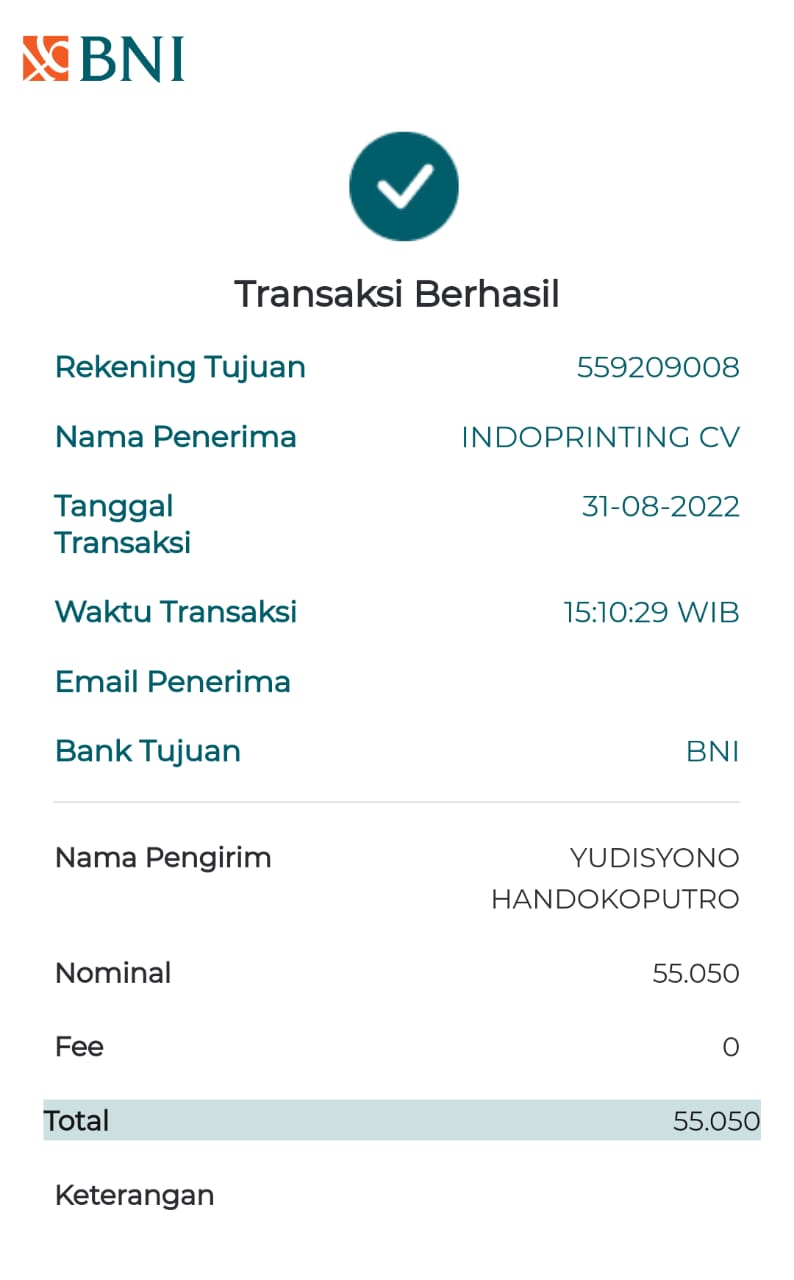 BNI
Transaksi Berhasil
Rekening Tujuan 559209008
Nama Penerima INDOPRINTING CV
Tanggal Transaksi 31-08-2022
Waktu Transaksi 15:10:29 WIB
Email Penerima
Bank Tujuan BNI
Nama Pengirim YUDISYONO
HANDOKOPUTRO
Nominal 55.050
Fee 0
Total 55.050
Keterangan